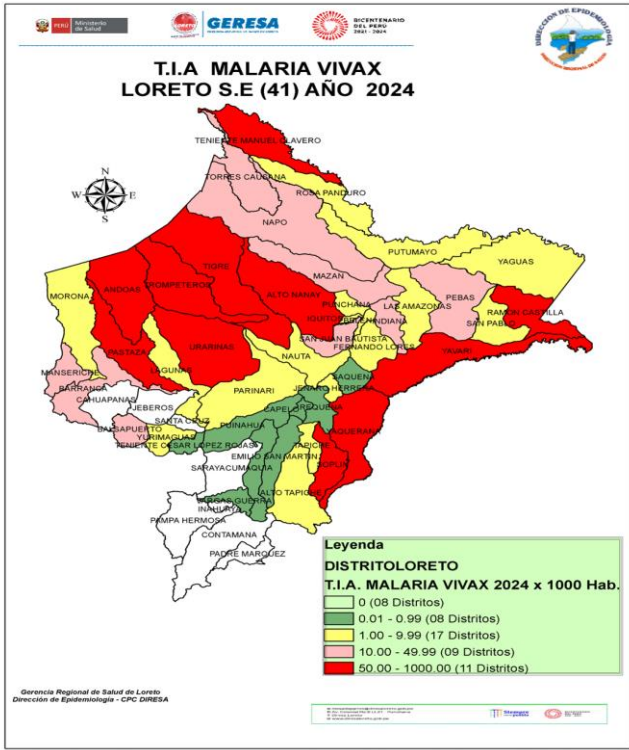 PERÚ Ministerio de Salud
GERESA
BICENTENARIO DEL PERÚ 2021 - 2024
DIRECCION DE EPIDEMIOLOGIA
T.I.A MALARIA VIVAX
LORETO S.E (41) AÑO 2024
TENIENTE MANUEL CLAVERO
TORRES CAUSANA
ROSA PANDURO
N
W E
S
NAPO
PUTUMAYO
YAGUAS
TIGRE
MAZAN
MORONA
ANDOAS
TROMPETEROS
ALTO NANAY
PUNCHANA
LAS AMAZONAS
PEBAS
RAMON CASTILLA
IQUITOS
BELEN
INDIANA
SAN PABLO
SAN JUAN BAUTISTA
FERNANDO LORES
URARINAS
PASTAZA
NAUTA
YAVARI
LAGUNAS
MANSERICHE
SAQUENA
BARRANCA
PARINARI
JENARO HERRERA
CAHUAPANAS
JEBEROS
CAPELO
REQUENA
SANTA CRUZ
PUINAHUA
YAQUERANA
BALSAPUERTO
YURIMAGUAS
TENIENTE CESAR LOPEZ ROJAS
EMILIO SAN MARTIN
TAPICHE
SOPLIN
SARAYACU
MAQUIA
ALTO TAPICHE
VARGAS GUERRA
INAHUAYA
PAMPA HERMOSA
CONTAMANA
PADRE MARQUEZ
Leyenda
DISTRITOLORETO
T.I.A. MALARIA VIVAX 2024 x 1000 Hab.
0 (08 Distritos)
0.01 - 0.99 (08 Distritos)
1.00 - 9.99 (17 Distritos)
10.00 - 49.99 (09 Distritos)
50.00 - 1000.00 (11 Distritos)
Gerencia Regional de Salud de Loreto
Dirección de Epidemiología - CPC DIRESA